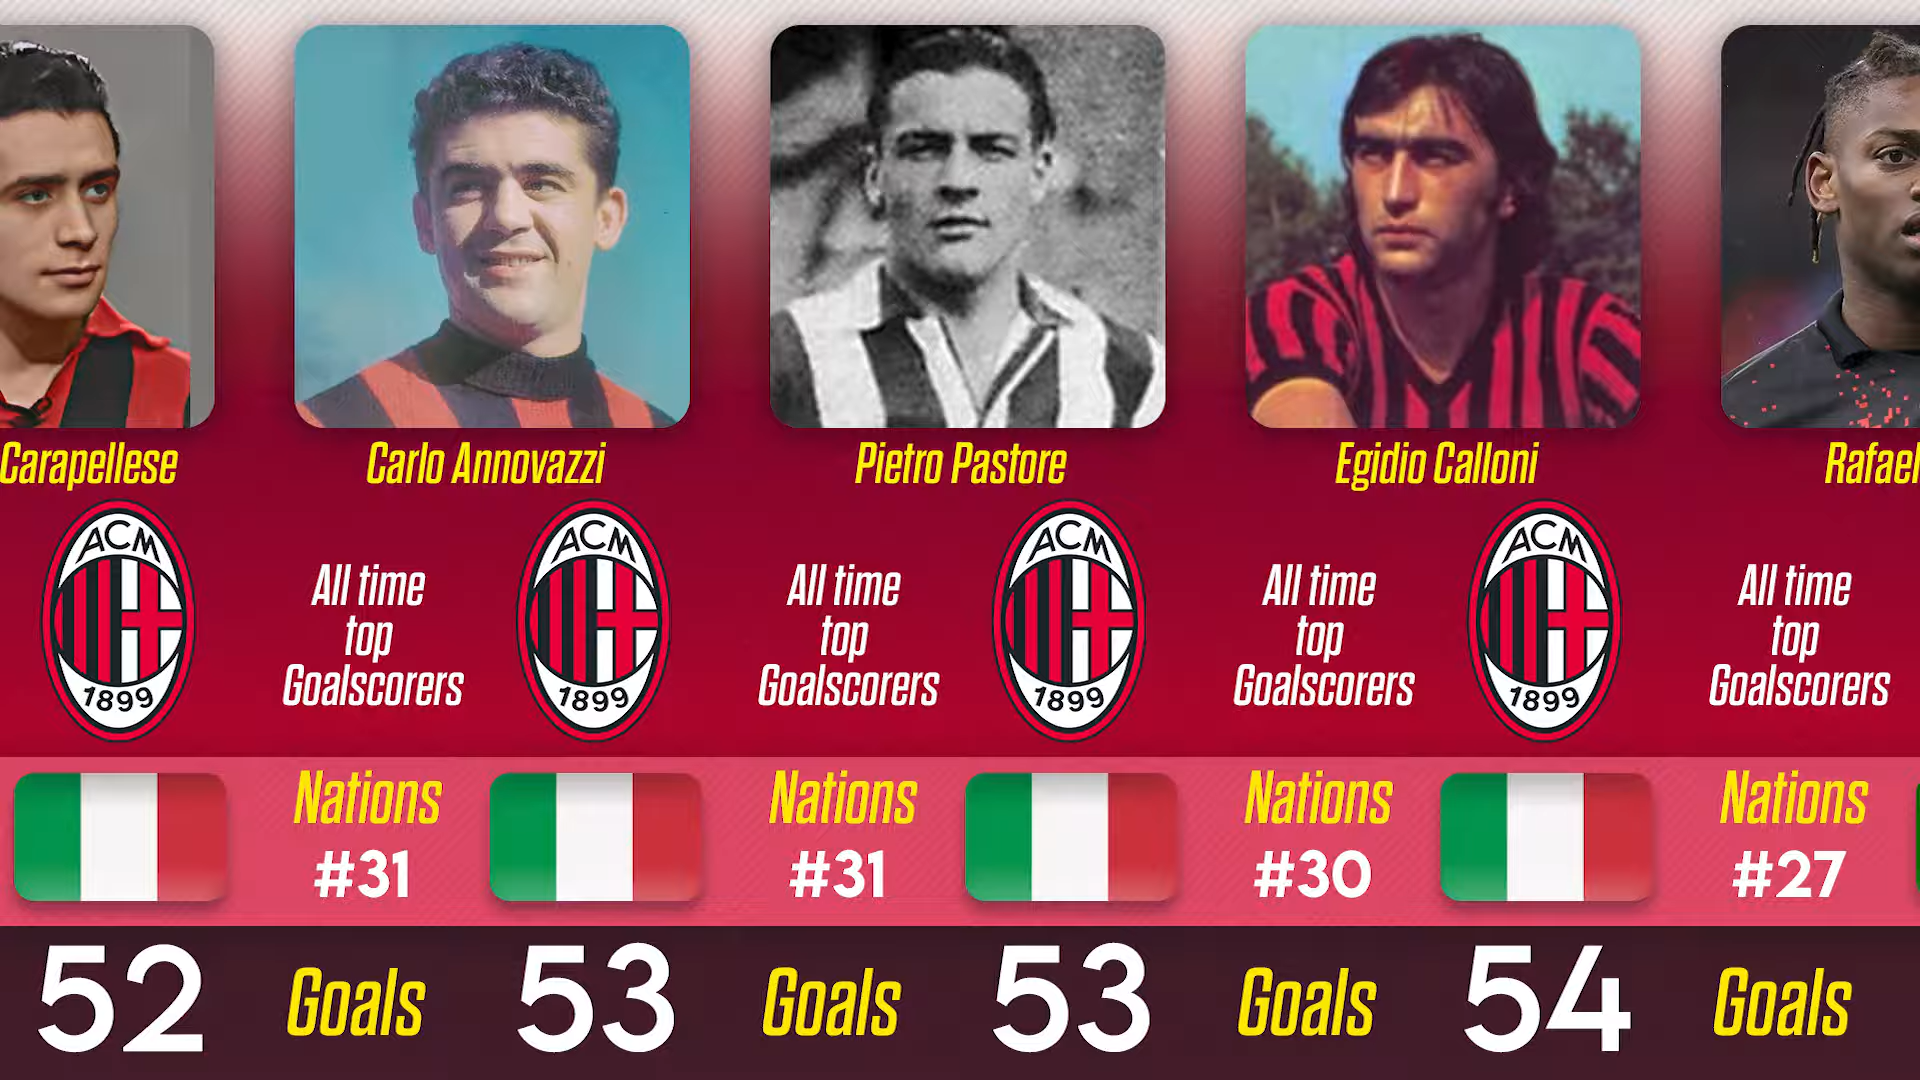 Carapellese
Carlo Annovazzi
Pietro Pastore
Egidio Calloni
Rafael
ACM
1899
All time
top
Goalscorers
ACM
1899
All time
top
Goalscorers
ACM
1899
All time
top
Goalscorers
ACM
1899
All time
top
Goalscorers
Nations
#31
Nations
#31
Nations
#30
Nations
#27
52
Goals
53
Goals
53
Goals
54
Goals